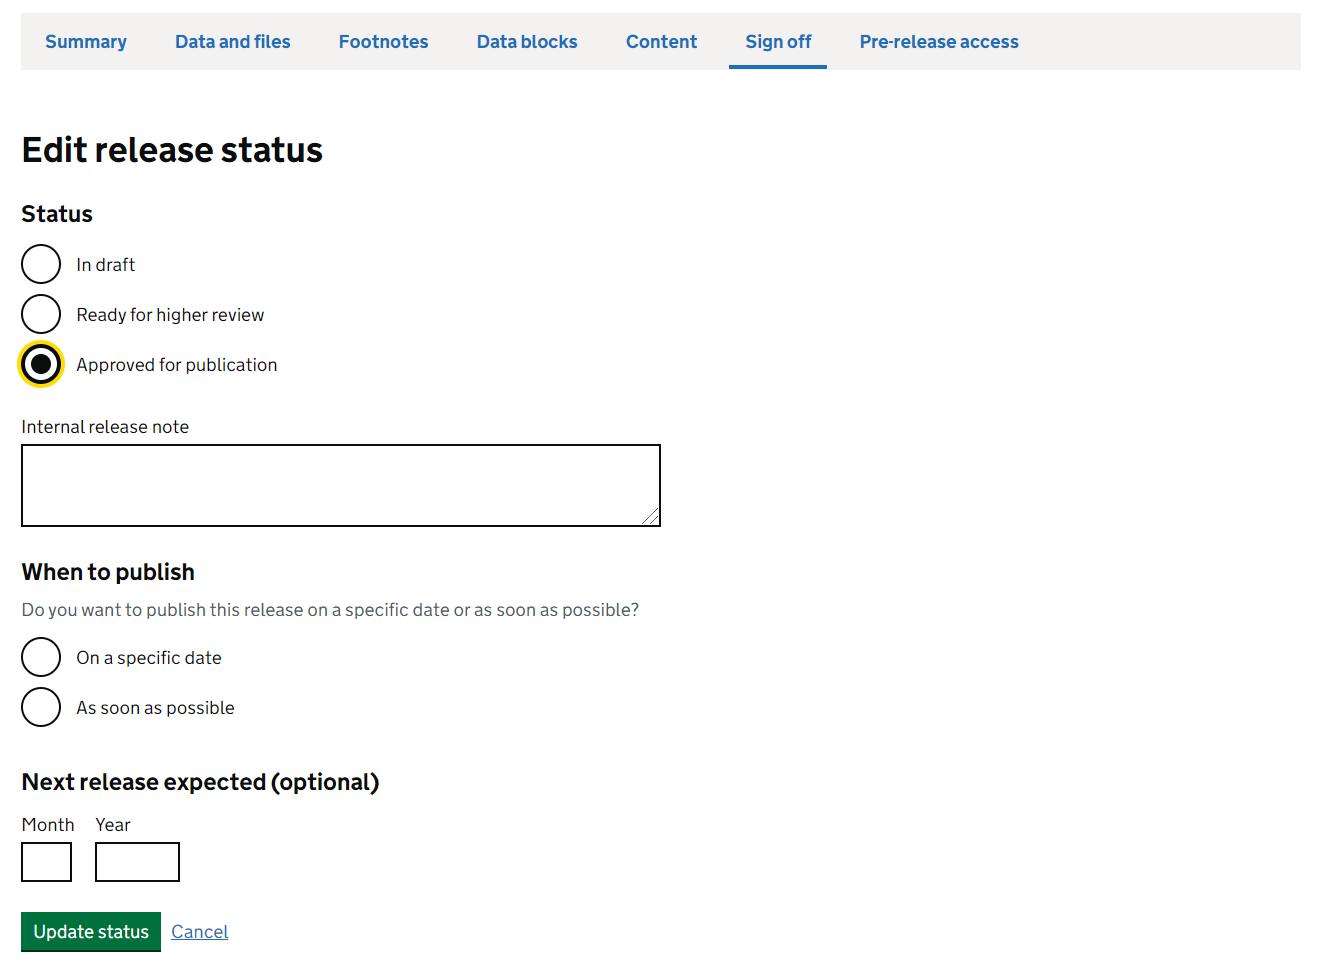 Summary Data and files Footnotes Data blocks Content Sign off Pre-release access
Edit release status
Status
In draft
Ready for higher review
Approved for publication
Internal release note
When to publish
Do you want to publish this release on a specific date or as soon as possible?
On a specific date
As soon as possible
Next release expected (optional)
Month Year
Update status Cancel